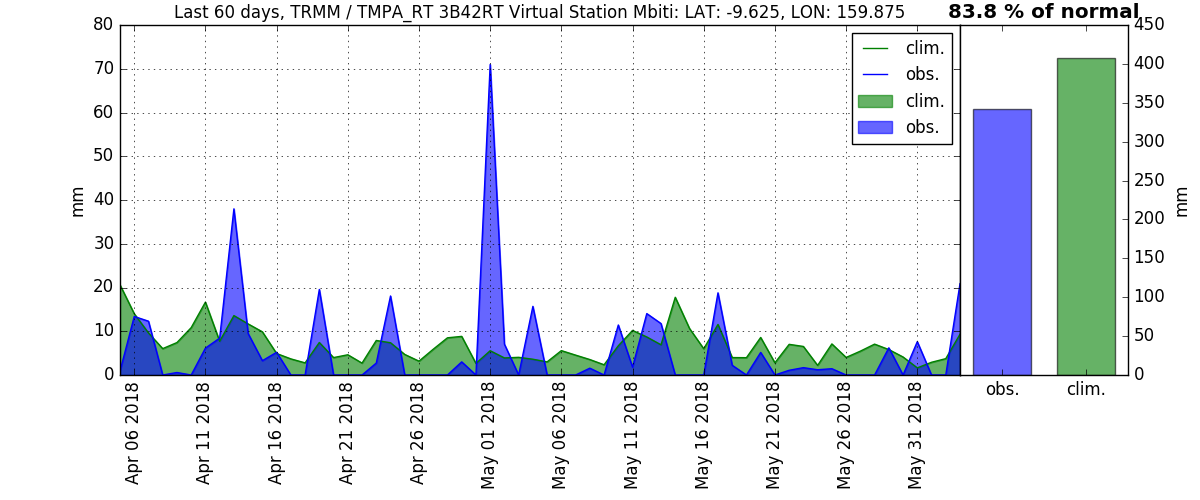 Last 60 days, TRMM / TMPA_RT 3B42RT Virtual Station Mbiti: LAT: -9.625, LON: 159.875
83.8 % of normal
80
70
60
50
40
30
20
10
0
mm
clim.
obs.
clim.
obs.
450
400
350
300
250
200
150
100
50
0
mm
Apr 06 2018
Apr 11 2018
Apr 16 2018
Apr 21 2018
Apr 26 2018
May 01 2018
May 06 2018
May 11 2018
May 16 2018
May 21 2018
May 26 2018
May 31 2018
obs.
clim.